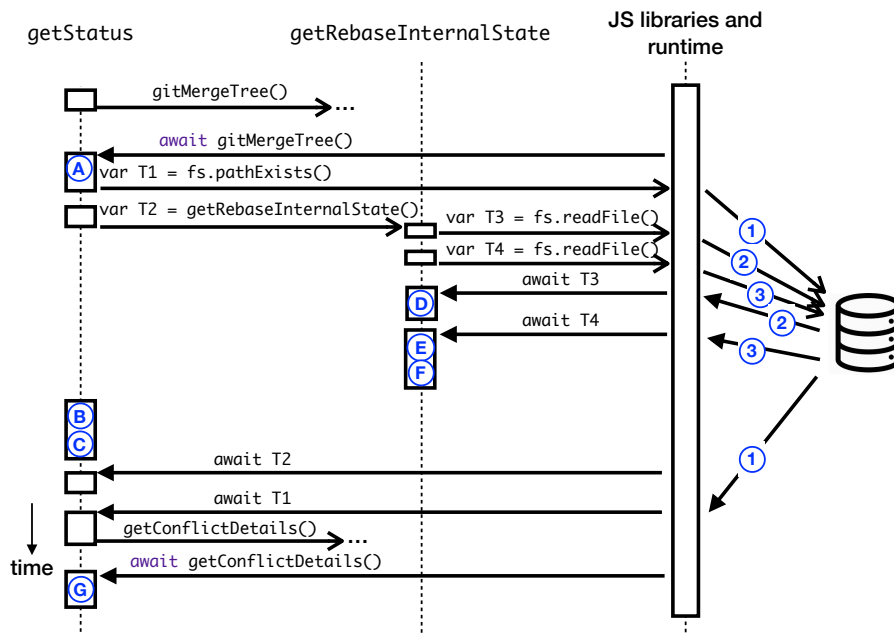 getStatus
getRebaseInternalState
JS libraries and
runtime
gitMergeTree()
...
await gitMergeTree()
A
var T1 = fs.pathExists()
var T2 = getRebaseInternalState()
var T3 = fs.readFile()
1
var T4 = fs.readFile()
2
await T3
3
D
2
await T4
E
3
F
B
C
await T2
1
await T1
getConflictDetails()
...
time
await getConflictDetails()
G